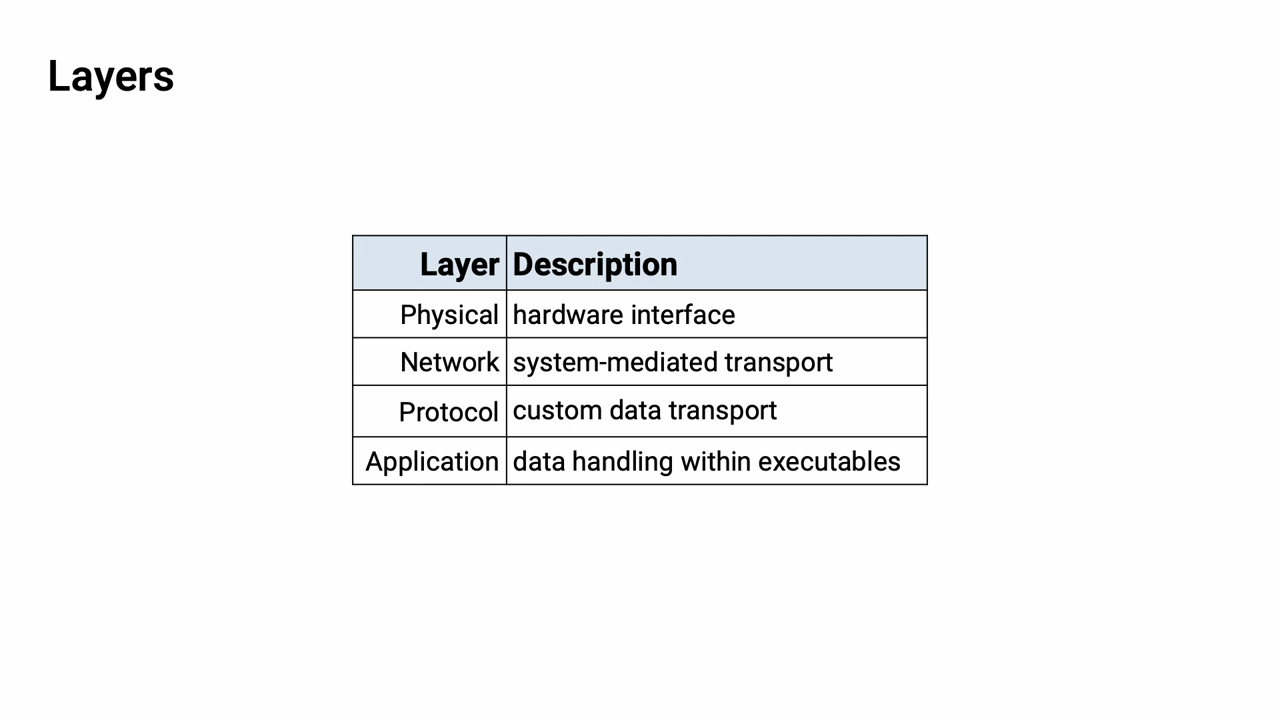 Layers
Layer Description
Physical hardware interface
Network system-mediated transport
Protocol custom data transport
Application data handling within executables